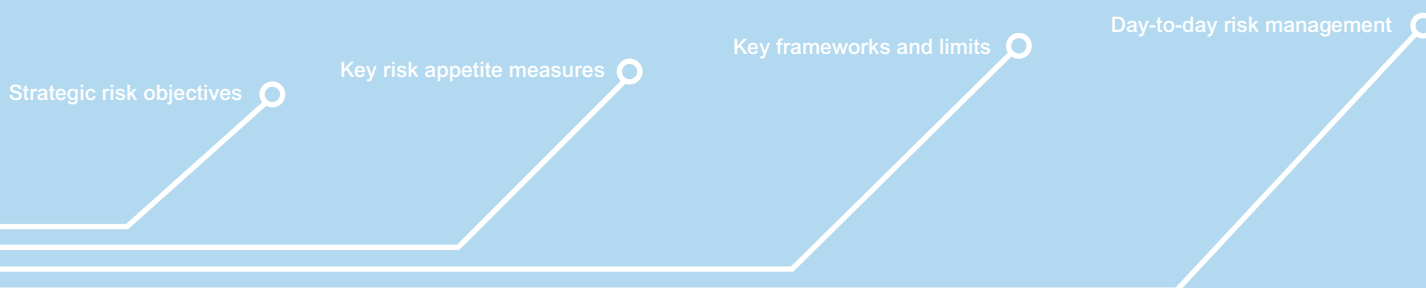 Strategic risk objectives
Key risk appetite measures
Key frameworks and limits
Day-to-day risk management